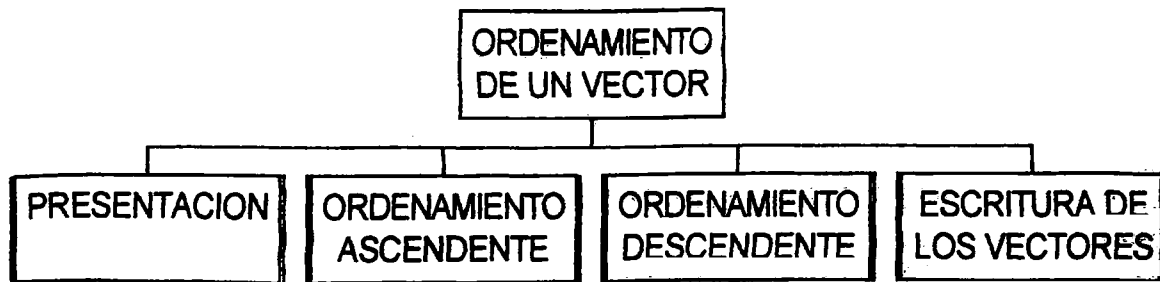 ORDENAMIENTO
DE UN VECTOR
PRESENTACION
ORDENAMIENTO
ASCENDENTE
ORDENAMIENTO
DESCENDENTE
ESCRITURA DE
LOS VECTORES